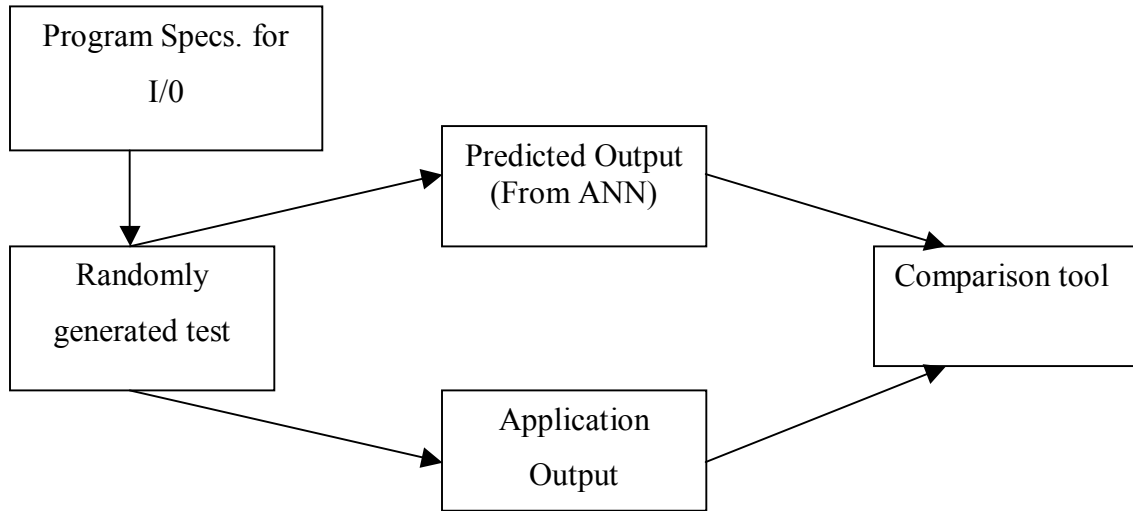 Program Specs. for
I/0
Predicted Output
(From ANN)
Randomly
generated test
Comparison tool
Application
Output